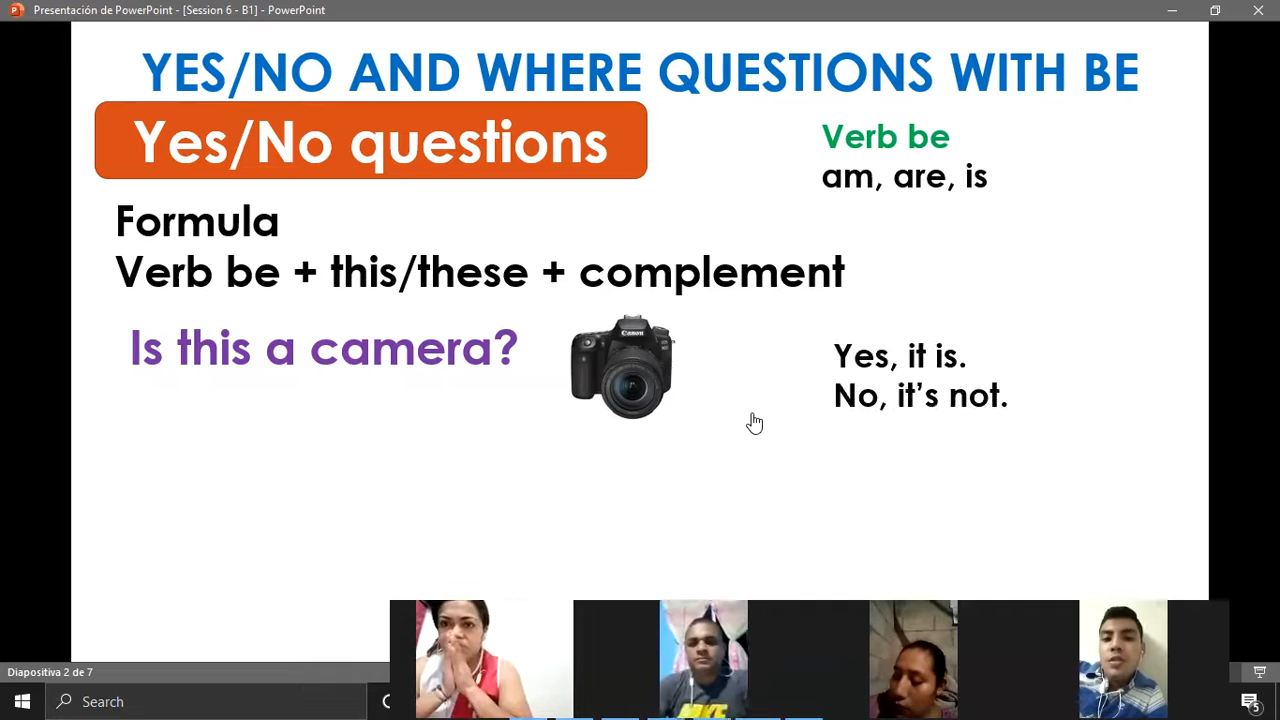 Presentación de PowerPoint - [Session 6 - B1] - PowerPoint
YES/NO AND WHERE QUESTIONS WITH BE
Yes/No questions
Verb be
am, are, is
Formula
Verb be + this/these + complement
Is this a camera?
Canon
Yes, it is.
No, it’s not.
Diapositiva 2 de 7
Search
5